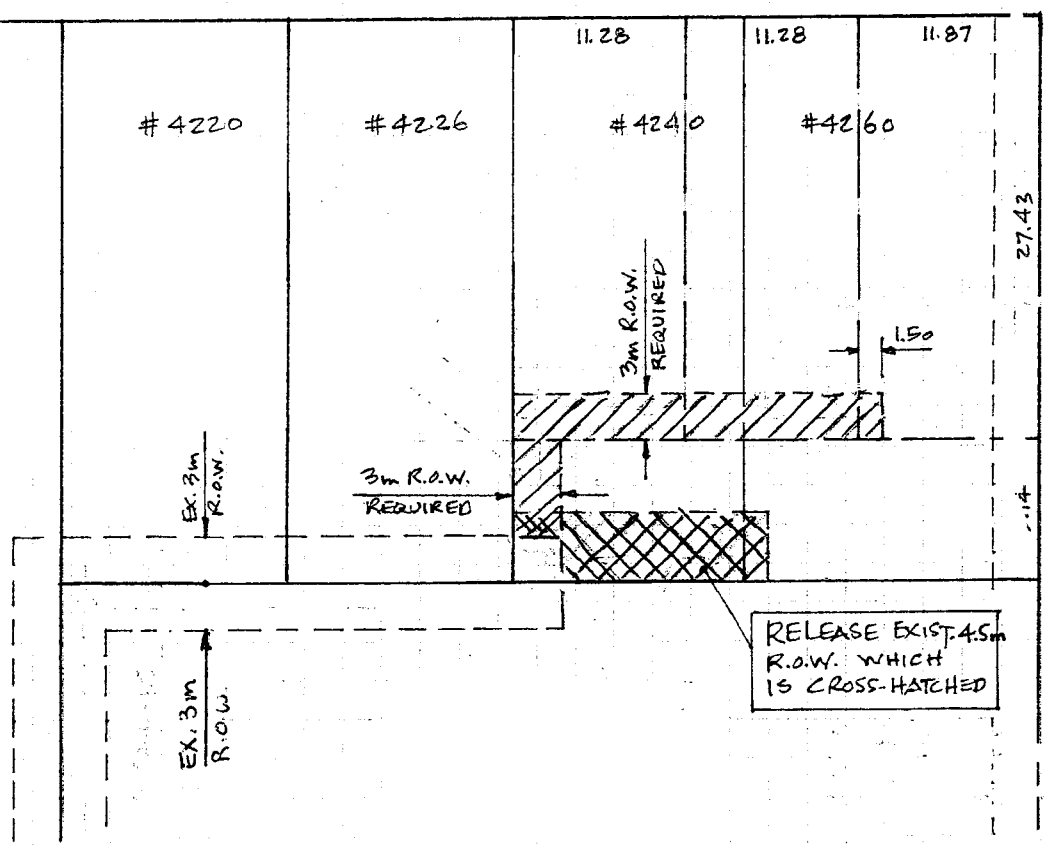 11.28
11.28
11.87
#4220
#4226
#4240
#4260
27.43
3m R.O.W.
REQUIRED
1.50
EX. 3m
R.O.W.
3m R.O.W.
REQUIRED
EX. 3m
R.O.W.
RELEASE EXIST. 4.5m
R.O.W. WHICH
IS CROSS-HATCHED